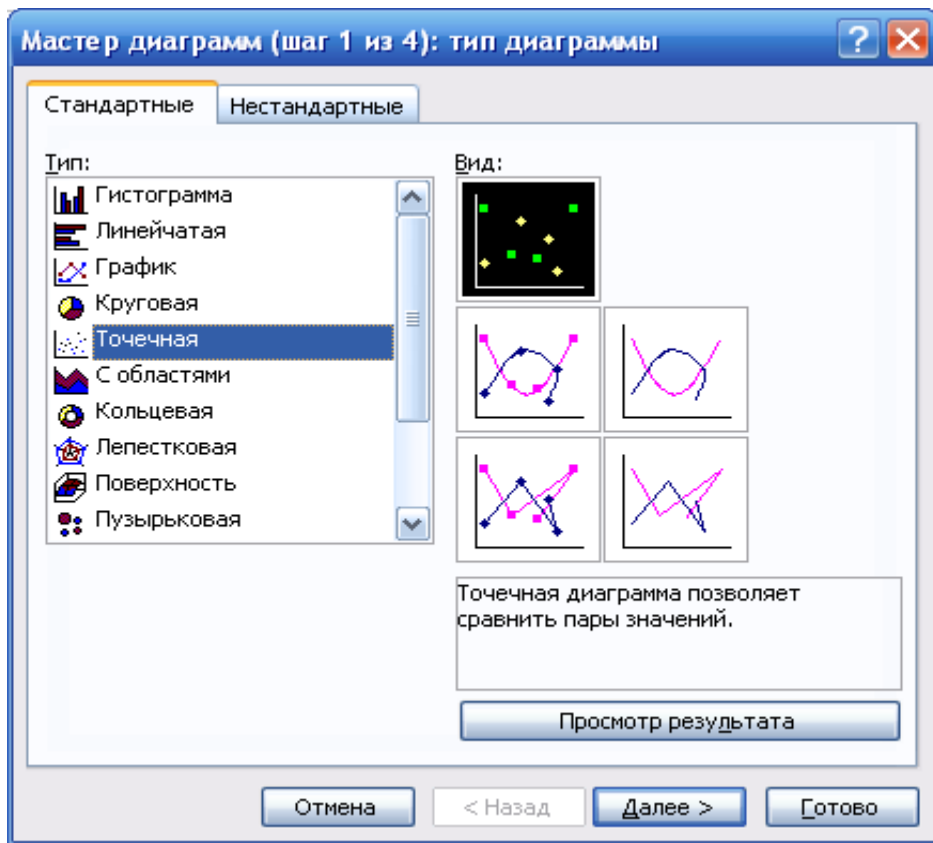 Мастер диаграмм (шаг 1 из 4): тип диаграммы
Стандартные
Нестандартные
Тип:
Гистограмма
Линейчатая
График
Круговая
Точечная
С областями
Кольцевая
Лепестковая
Поверхность
Пузырьковая
Вид:
Точечная диаграмма позволяет
сравнить пары значений.
Просмотр результата
Отмена
< Назад
Далее >
Готово